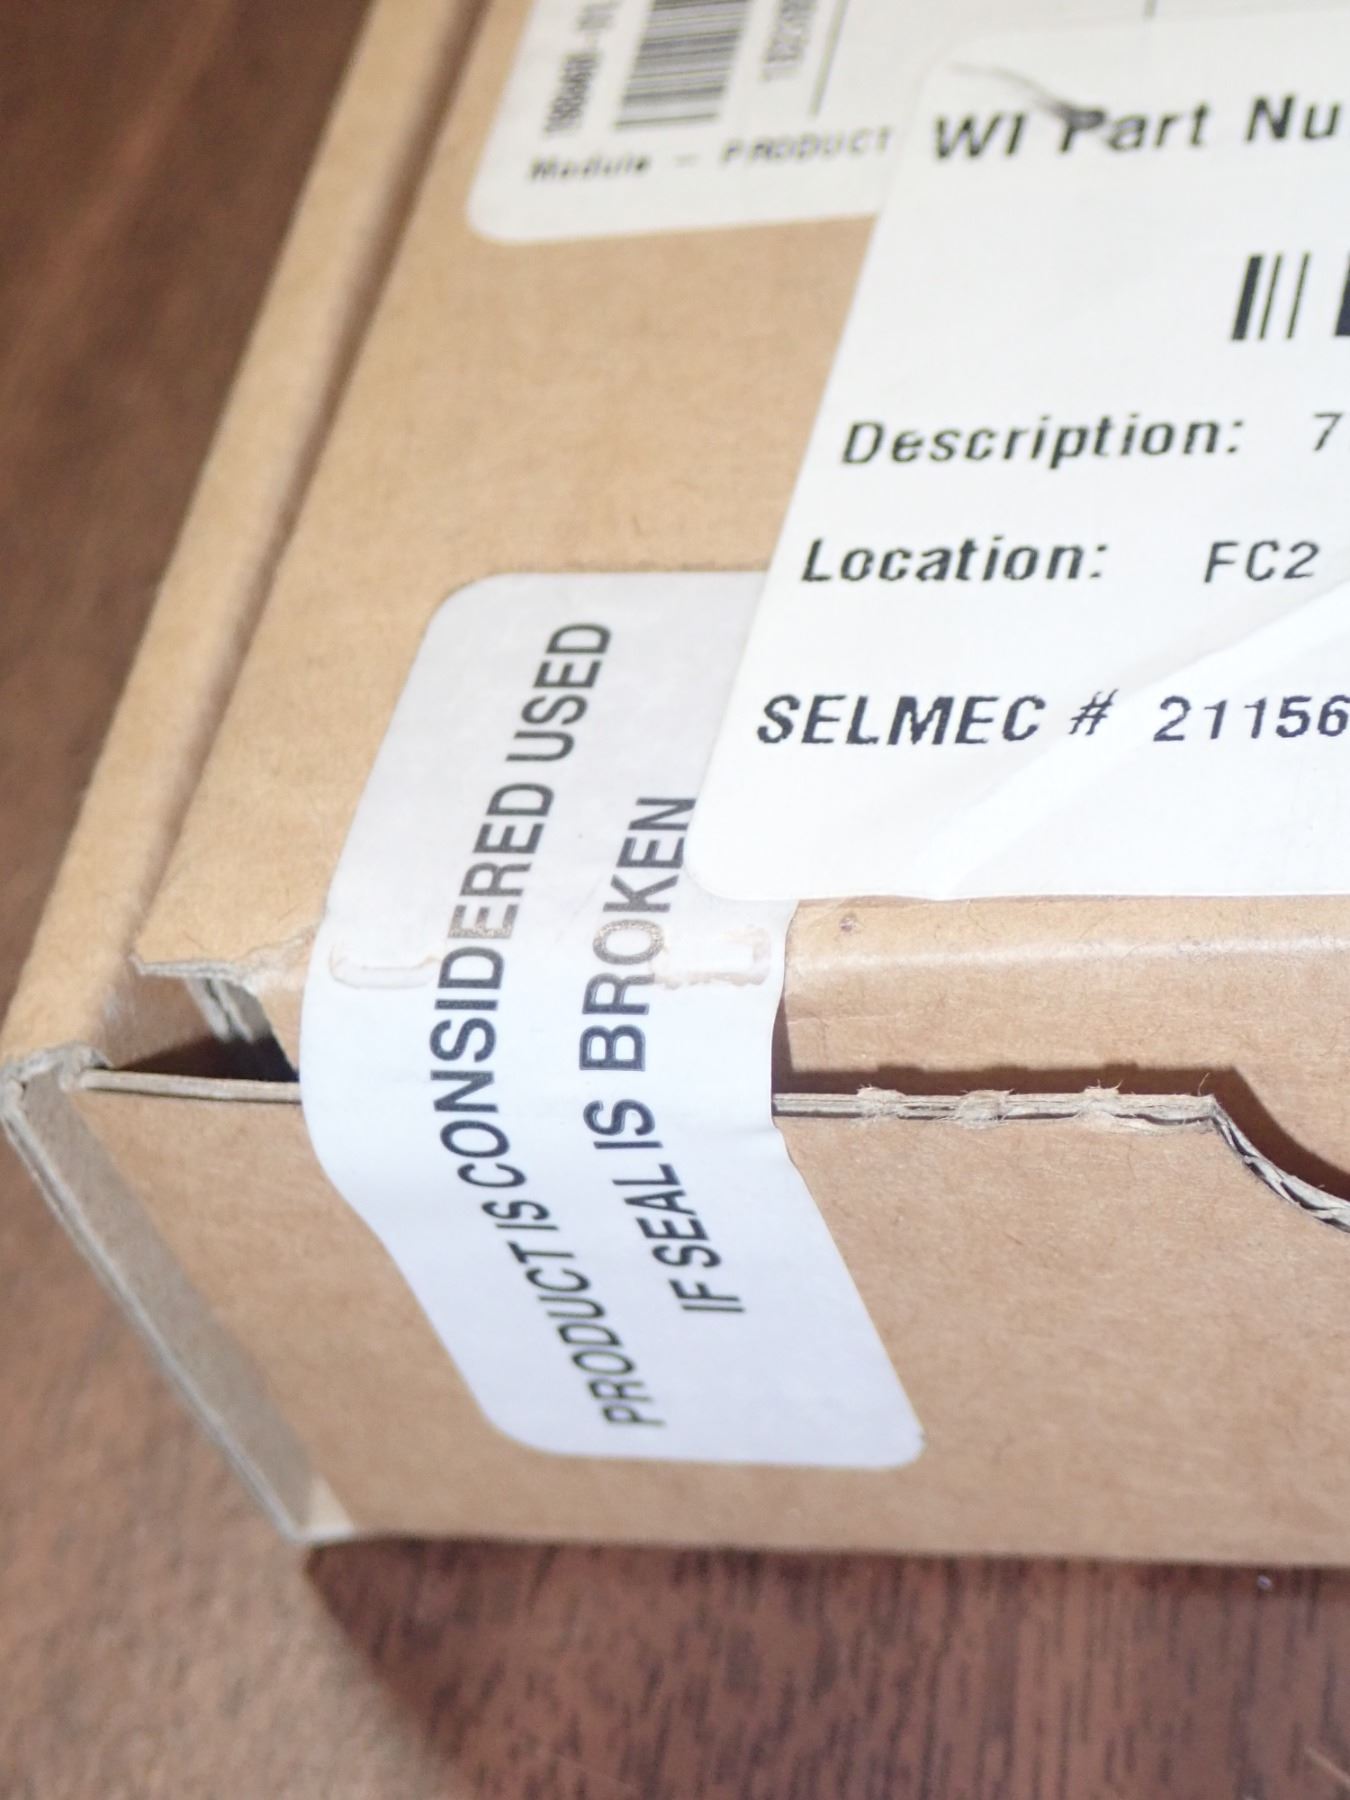 Module - PRODUCT
WI Part Nu
Description: 7
Location: FC2
SELMEC # 21156
PRODUCT IS CONSIDERED USED
IF SEAL IS BROKEN